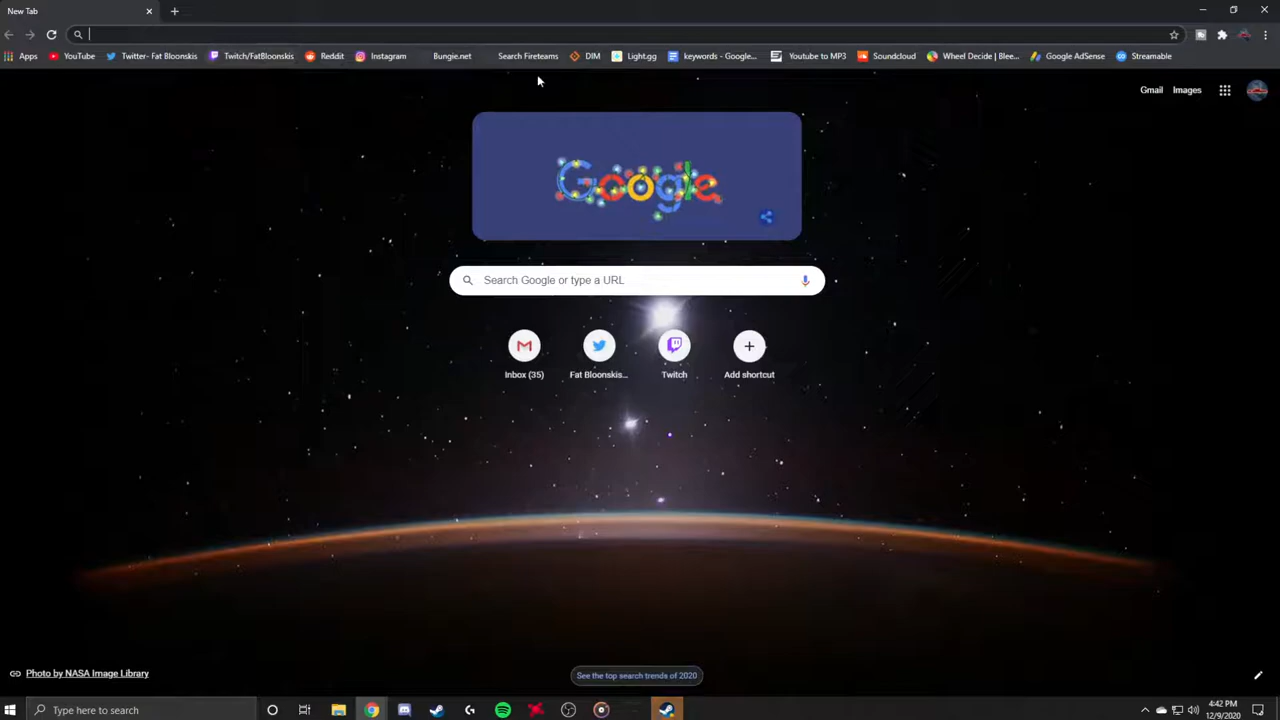 New Tab
Apps YouTube Twitter- Fat Bloonskis Twitch/FatBloonskis Reddit Instagram Bungie.net Search Fireteams DIM Light.gg keywords - Google... Youtube to MP3 Soundcloud Wheel Decide | Blee... Google AdSense Streamable
Gmail Images
Google
Search Google or type a URL
Inbox (35) Fat Bloonskis... Twitch Add shortcut
Photo by NASA Image Library
See the top search trends of 2020
Type here to search
4:42 PM
12/9/2020